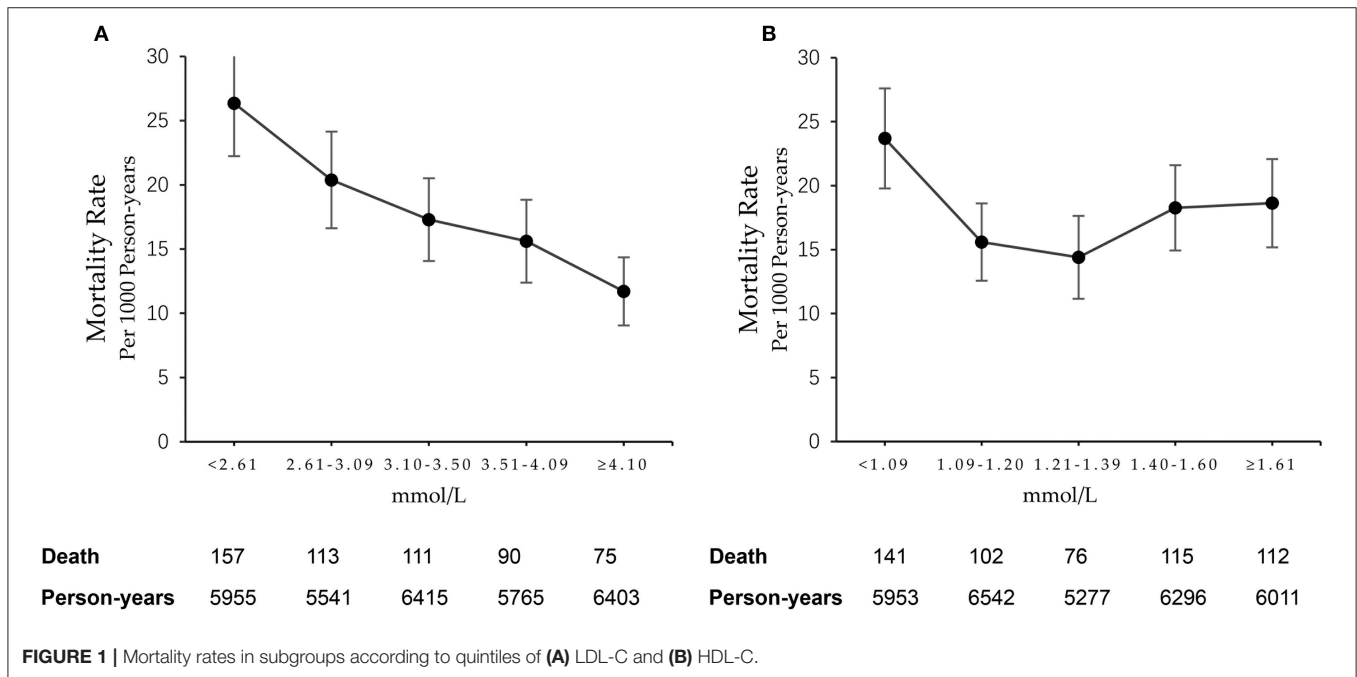 A
30
25
20
15
10
5
0
Mortality Rate
Per 1000 Person-years
<2.61 2.61-3.09 3.10-3.50 3.51-4.09 ≥4.10
mmol/L
Death 157 113 111 90 75
Person-years 5955 5541 6415 5765 6403
B
30
25
20
15
10
5
0
Mortality Rate
Per 1000 Person-years
<1.09 1.09-1.20 1.21-1.39 1.40-1.60 ≥1.61
mmol/L
Death 141 102 76 115 112
Person-years 5953 6542 5277 6296 6011
FIGURE 1 | Mortality rates in subgroups according to quintiles of (A) LDL-C and (B) HDL-C.